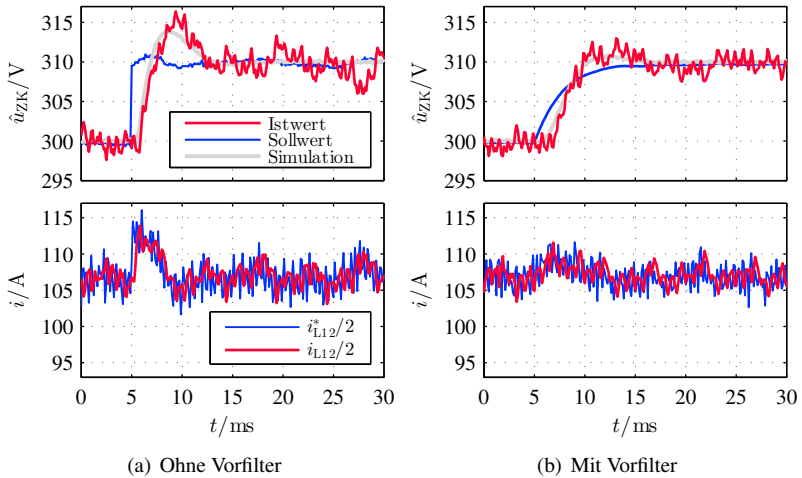 315
310
305
300
295
û_ZK/V
Istwert
Sollwert
Simulation
315
310
305
300
295
û_ZK/V
115
110
105
100
95
i/A
i*_L12/2
i_L12/2
0 5 10 15 20 25 30
t/ms
115
110
105
100
95
i/A
0 5 10 15 20 25 30
t/ms
(a) Ohne Vorfilter
(b) Mit Vorfilter